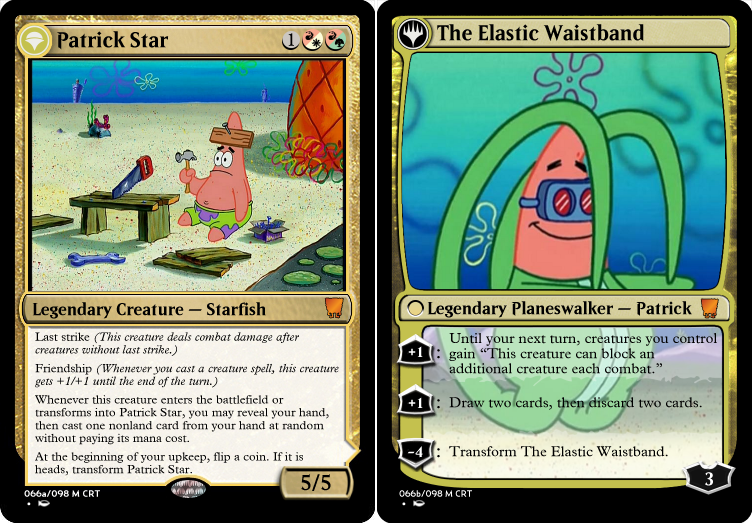 Patrick Star
1
Legendary Creature — Starfish
Last strike (This creature deals combat damage after
creatures without last strike.)
Friendship (Whenever you cast a creature spell, this creature
gets +1/+1 until the end of the turn.)
Whenever this creature enters the battlefield or
transforms into Patrick Star, you may reveal your hand,
then cast one nonland card from your hand at random
without paying its mana cost.
At the beginning of your upkeep, flip a coin. If it is
heads, transform Patrick Star.
5/5
066a/098 M CRT
The Elastic Waistband
Legendary Planeswalker — Patrick
+1: Until your next turn, creatures you control
gain “This creature can block an
additional creature each combat.”
+1: Draw two cards, then discard two cards.
-4: Transform The Elastic Waistband.
3
066b/098 M CRT